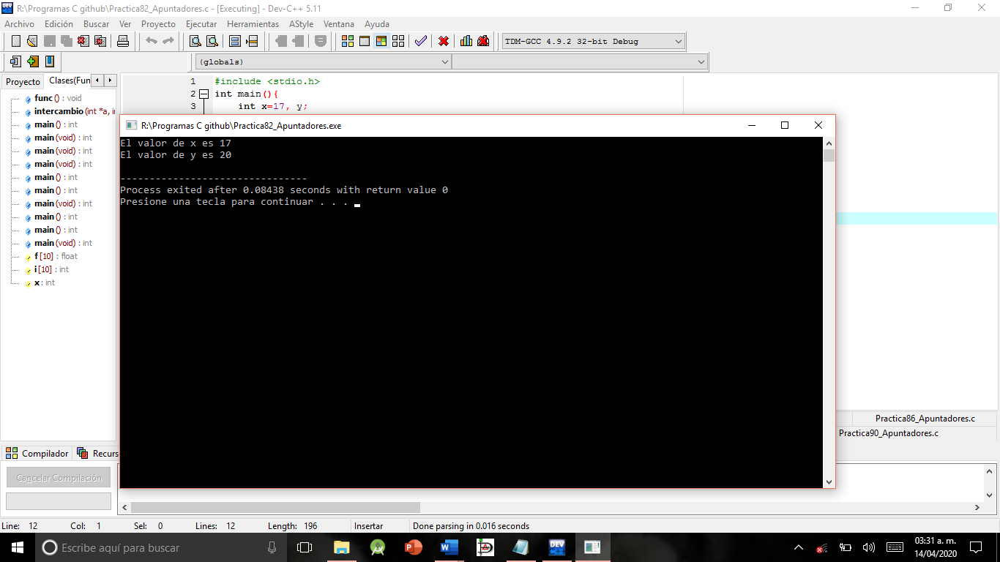 R:\Programas C github\Practica82_Apuntadores.c - [Executing] - Dev-C++ 5.11
Archivo Edición Buscar Ver Proyecto Ejecutar Herramientas AStyle Ventana Ayuda
TDM-GCC 4.9.2 32-bit Debug
(globals)
Proyecto Clases(Fun
func () : void
intercambio (int *a, in
main () : int
main (void) : int
main (void) : int
main (void) : int
main () : int
main () : int
main (void) : int
main () : int
main () : int
main (void) : int
f [10] : float
i [10] : int
x : int
1 #include <stdio.h>
2 int main(){
3 int x=17, y;
R:\Programas C github\Practica82_Apuntadores.exe
El valor de x es 17
El valor de y es 20
--------------------------------
Process exited after 0.08438 seconds with return value 0
Presione una tecla para continuar . . .
Practica86_Apuntadores.c
Practica90_Apuntadores.c
Compilador Recurs
Cancelar Compilación
Line: 12 Col: 1 Sel: 0 Lines: 12 Length: 196 Insertar Done parsing in 0.016 seconds
Escribe aquí para buscar
03:31 a. m.
14/04/2020